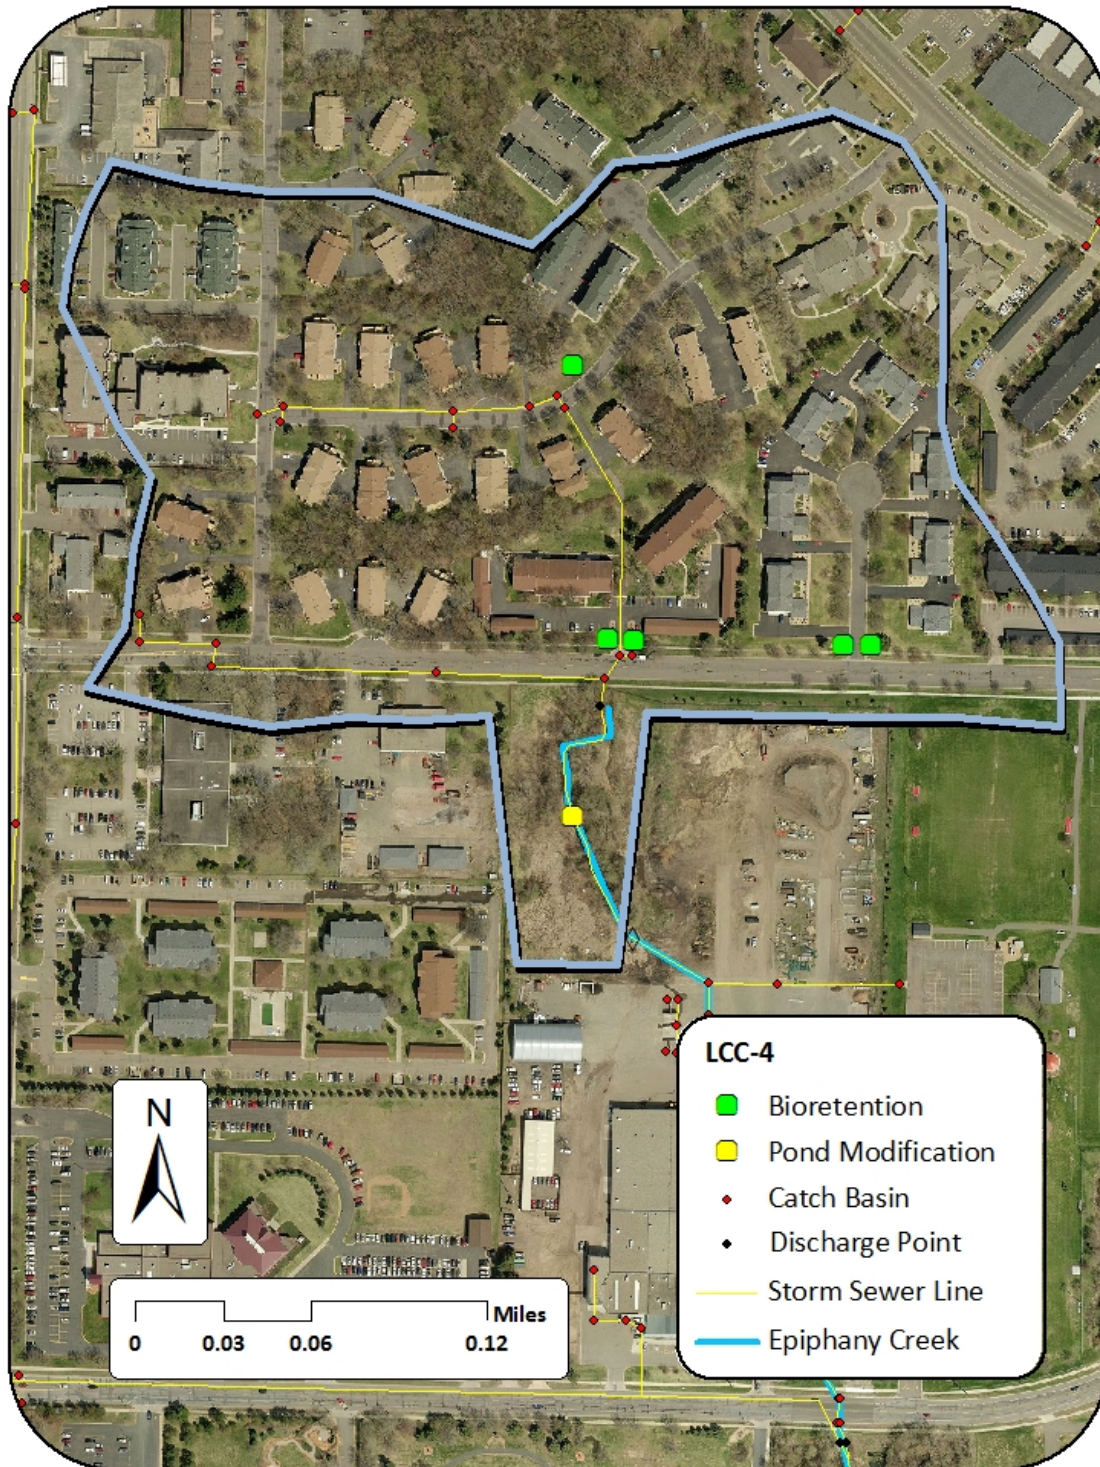 LCC-4
Bioretention
Pond Modification
Catch Basin
Discharge Point
Storm Sewer Line
Epiphany Creek
N
Miles
0 0.03 0.06 0.12